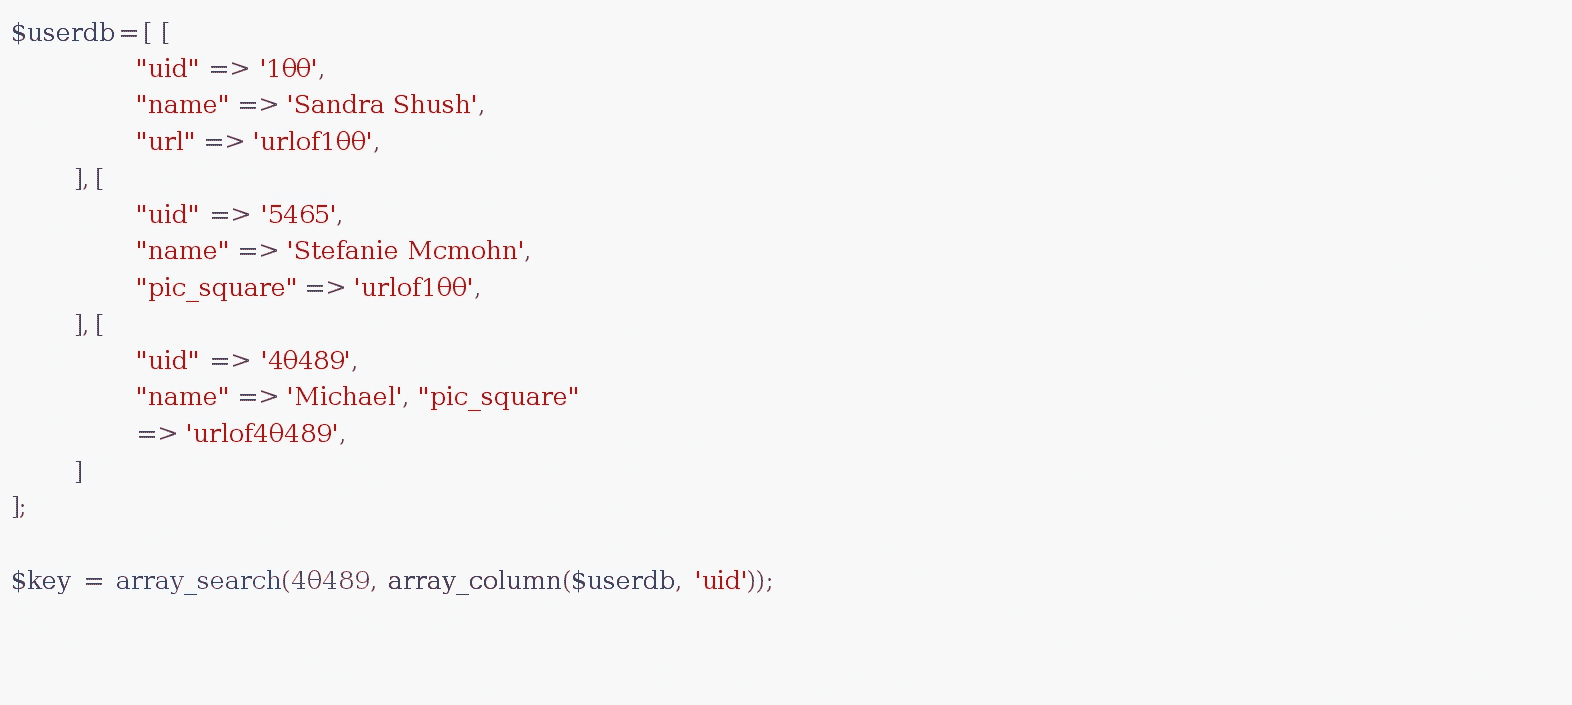 $userdb=[ [
"uid" => '100',
"name" => 'Sandra Shush',
"url" => 'urlof100',
], [
"uid" => '5465',
"name" => 'Stefanie Mcmohn',
"pic_square" => 'urlof100',
], [
"uid" => '40489',
"name" => 'Michael', "pic_square"
=> 'urlof40489',
]
];
$key = array_search(40489, array_column($userdb, 'uid'));